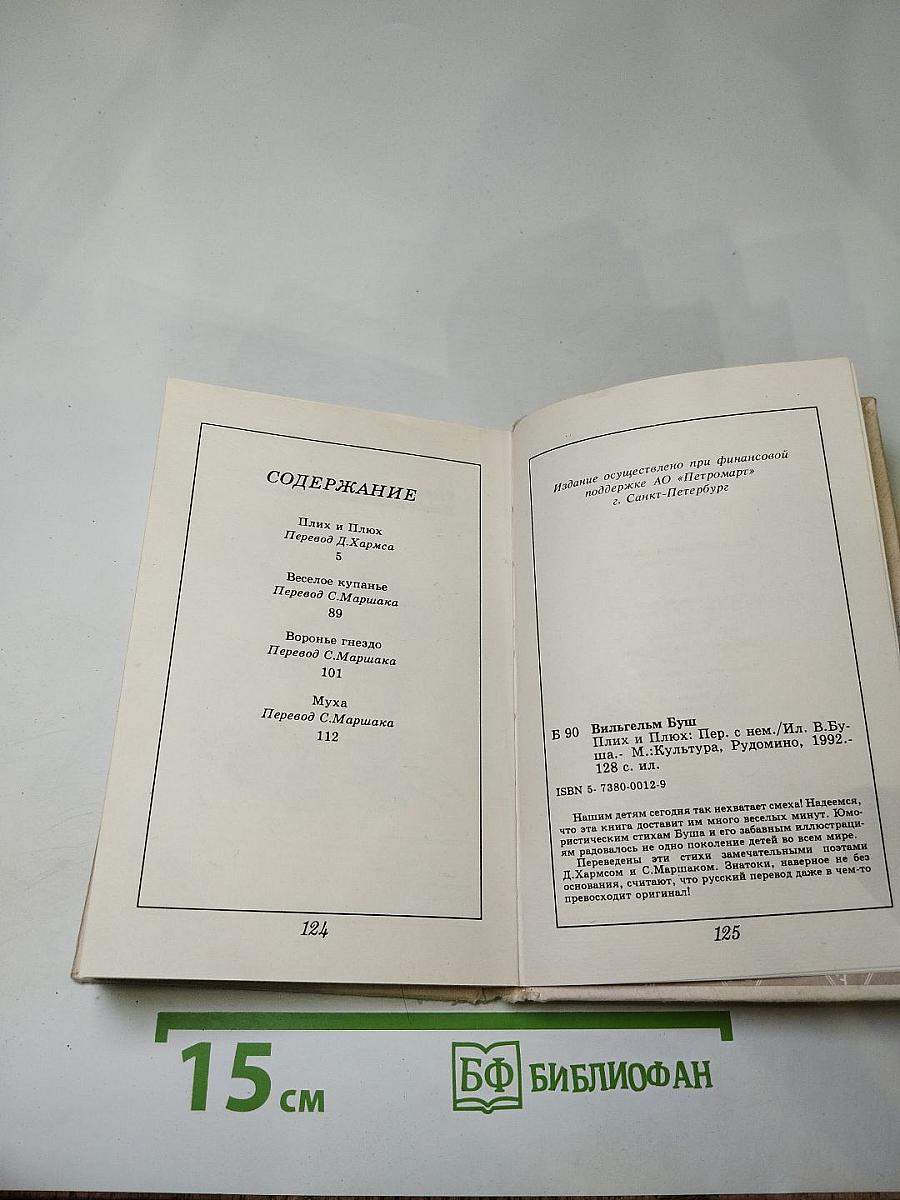 СОДЕРЖАНИЕ
Плих и Плюх
Перевод Д.Хармса
5
Веселое купанье
Перевод С.Маршака
89
Воронье гнездо
Перевод С.Маршака
101
Муха
Перевод С.Маршака
112
124
Издание осуществлено при финансовой
поддержке АО «Петромарт»
г. Санкт-Петербург
Б 90 Вильгельм Буш
Плих и Плюх: Пер. с нем./Ил. В.Бу-
ша.- М.:Культура, Рудомино, 1992.-
128 с. ил.
ISBN 5- 7380-0012-9
Нашим детям сегодня так нехватает смеха! Надеемся,
что эта книга доставит им много веселых минут. Юмо-
ристическим стихам Буша и его забавным иллюстраци-
ям радовалось не одно поколение детей во всем мире.
Переведены эти стихи замечательными поэтами
Д.Хармсом и С.Маршаком. Знатоки, наверное не без
основания, считают, что русский перевод даже в чем-то
превосходит оригинал!
125
15 см
БФ БИБЛИОФАН